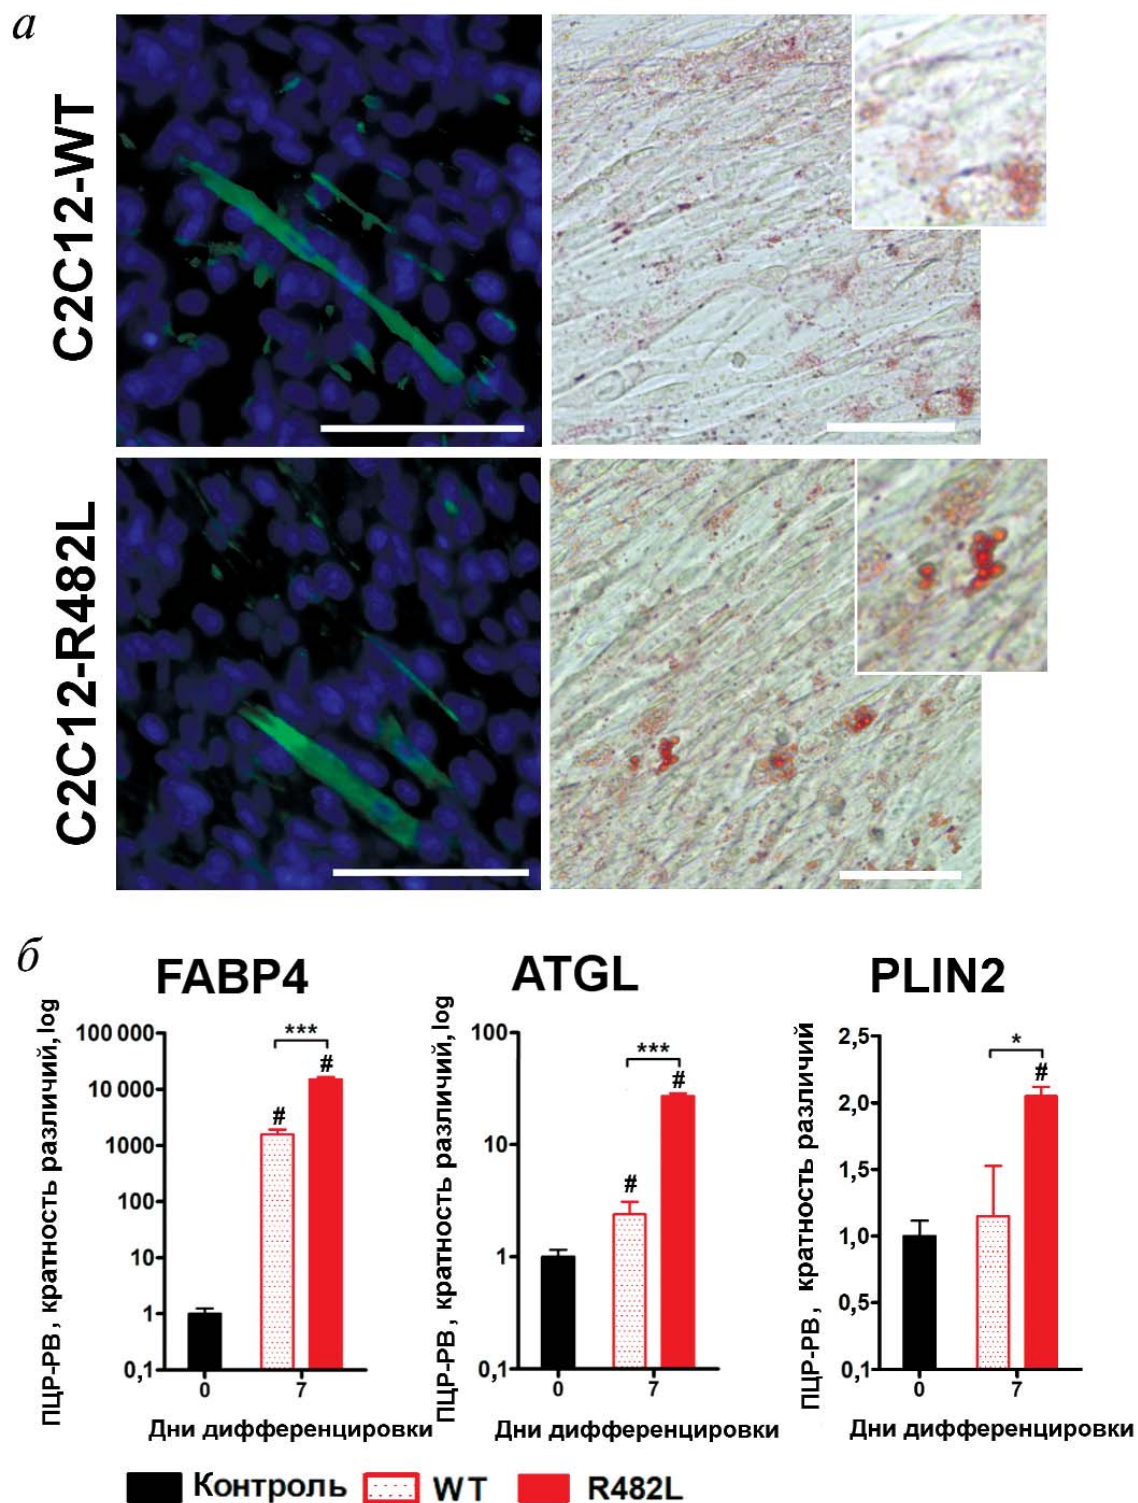 а
C2C12-WT
C2C12-R482L
б
FABP4
ATGL
PLIN2
ПЦР-РВ, кратность различий, log
100 000
10 000
1000
100
10
1
0,1
***
#
#
0
7
Дни дифференцировки
ПЦР-РВ, кратность различий, log
100
10
1
0,1
***
#
#
0
7
Дни дифференцировки
ПЦР-РВ, кратность различий
2,5
2,0
1,5
1,0
0,5
0,1
*
#
0
7
Дни дифференцировки
Контроль
WT
R482L